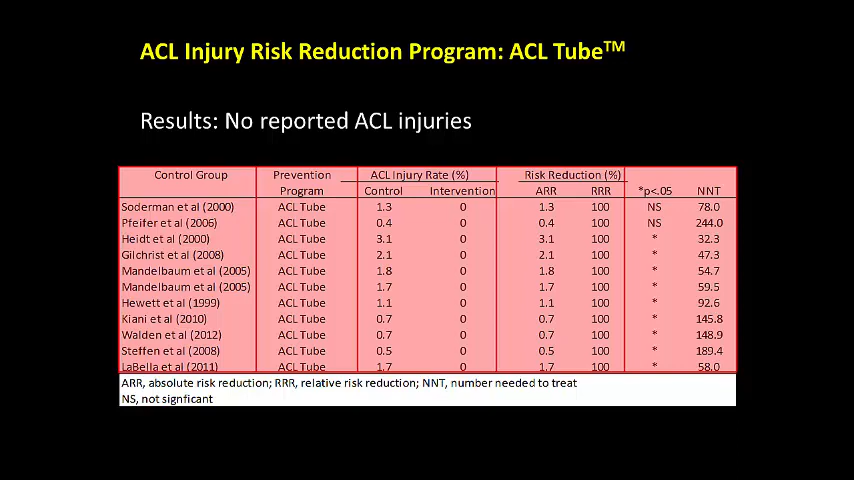 ACL Injury Risk Reduction Program: ACL Tube™
Results: No reported ACL injuries
Control Group Prevention ACL Injury Rate (%) Risk Reduction (%)
Program Control Intervention ARR RRR *p<.05 NNT
Soderman et al (2000) ACL Tube 1.3 0 1.3 100 NS 78.0
Pfeifer et al (2006) ACL Tube 0.4 0 0.4 100 NS 244.0
Heidt et al (2000) ACL Tube 3.1 0 3.1 100 * 32.3
Gilchrist et al (2008) ACL Tube 2.1 0 2.1 100 * 47.3
Mandelbaum et al (2005) ACL Tube 1.8 0 1.8 100 * 54.7
Mandelbaum et al (2005) ACL Tube 1.7 0 1.7 100 * 59.5
Hewett et al (1999) ACL Tube 1.1 0 1.1 100 * 92.6
Kiani et al (2010) ACL Tube 0.7 0 0.7 100 * 145.8
Walden et al (2012) ACL Tube 0.7 0 0.7 100 * 148.9
Steffen et al (2008) ACL Tube 0.5 0 0.5 100 * 189.4
LaBella et al (2011) ACL Tube 1.7 0 1.7 100 * 58.0
ARR, absolute risk reduction; RRR, relative risk reduction; NNT, number needed to treat
NS, not signficant